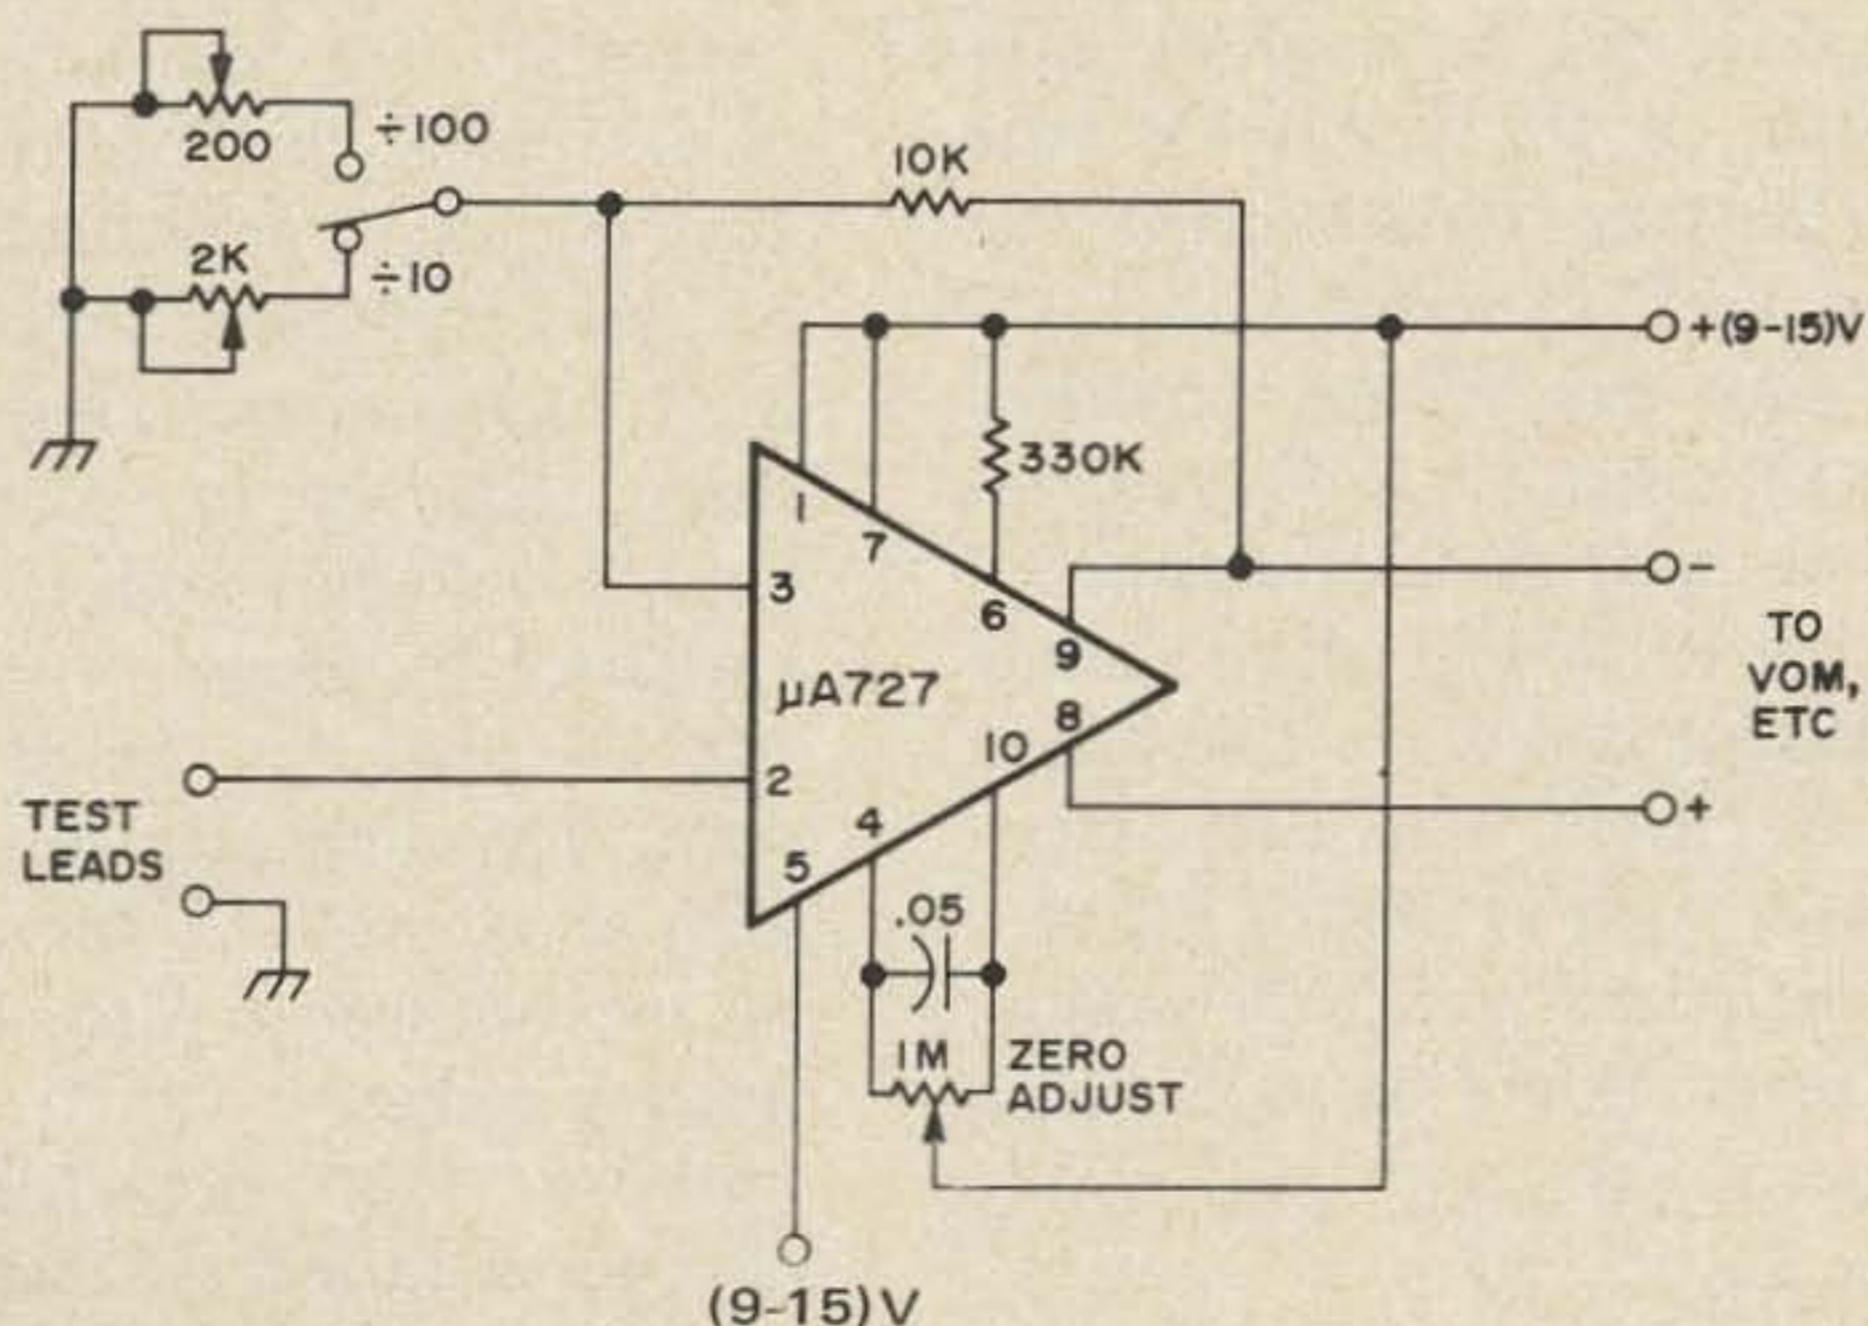 200
÷100
10K
2K
÷10
+(9-15)V
330K
1
7
3
6
9
-
TO
VOM,
ETC
µA727
8
10
2
+
TEST
LEADS
4
5
.05
1M
ZERO
ADJUST
(9-15)V